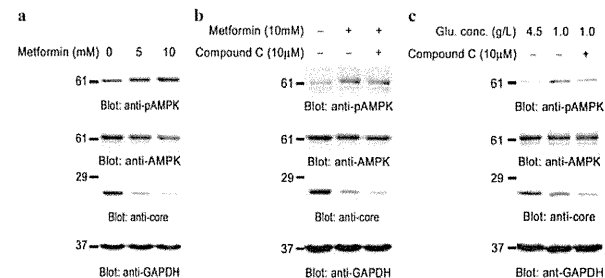 a
Metformin (mM) 0 5 10
61
Blot: anti-pAMPK
61
Blot: anti-AMPK
29
Blot: anti-core
37
Blot: anti-GAPDH
b
Metformin (10mM) – + +
Compound C (10μM) – – +
61
Blot: anti-pAMPK
61
Blot: anti-AMPK
29
Blot: anti-core
37
Blot: anti-GAPDH
c
Glu. conc. (g/L) 4.5 1.0 1.0
Compound C (10μM) – – +
61
Blot: anti-pAMPK
61
Blot: anti-AMPK
29
Blot: anti-core
37
Blot: anti-GAPDH